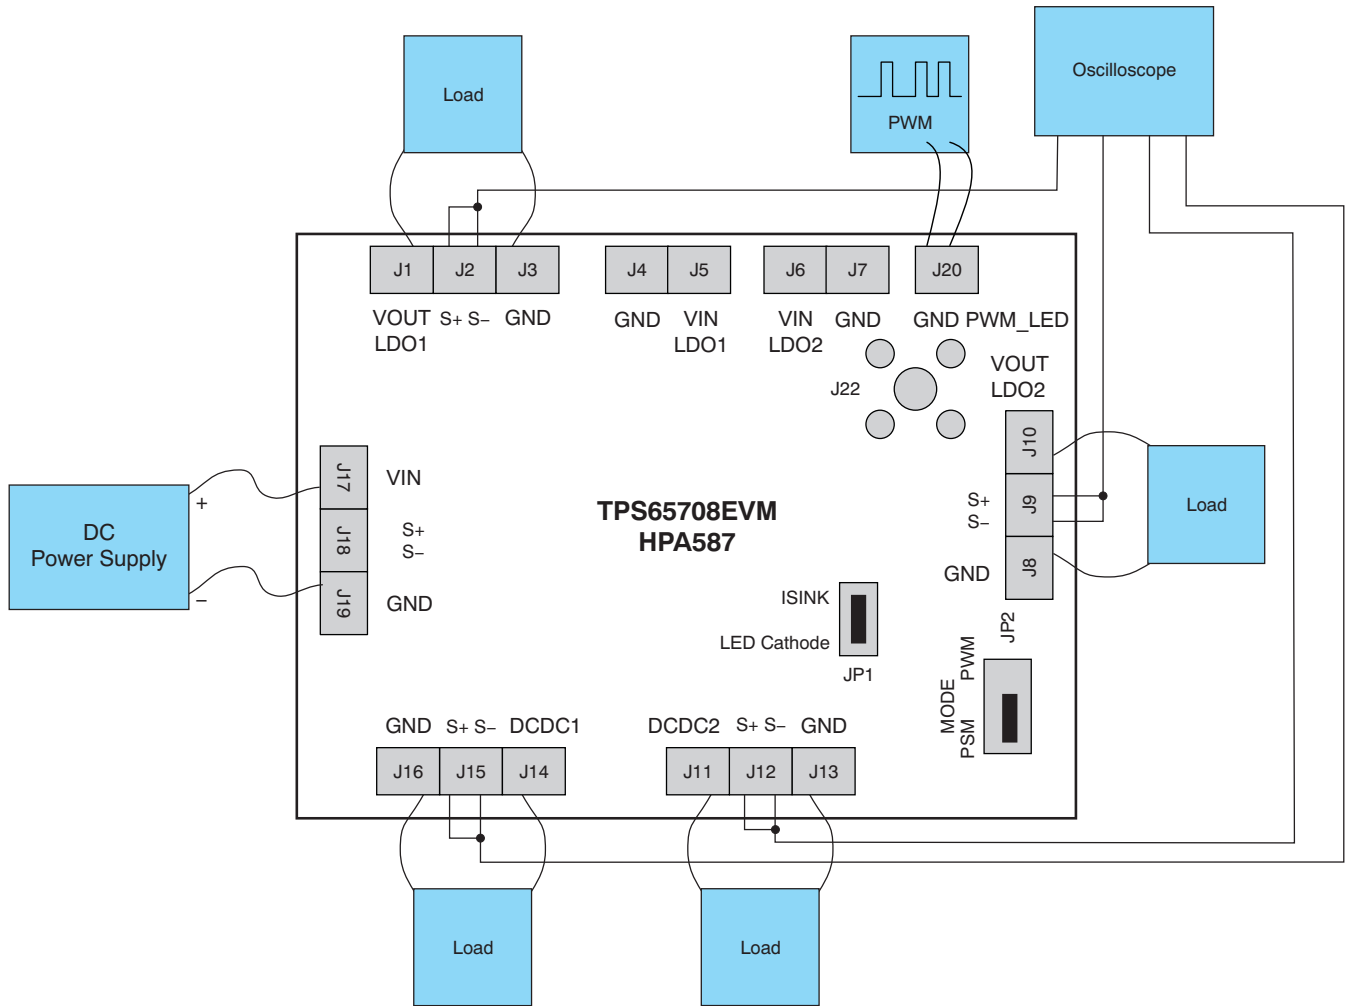 Load
PWM
Oscilloscope
J1 J2 J3
J4 J5
J6 J7
J20
VOUT
LDO1
S+ S−
GND
GND
VIN
LDO1
VIN
LDO2
GND
GND PWM_LED
J22
VOUT
LDO2
J10
S+
S−
J9
GND
J8
Load
DC
Power Supply
+
−
J17
VIN
J18
S+
S−
J19
GND
TPS65708EVM
HPA587
ISINK
LED Cathode
JP1
JP2
MODE
PWM
PSM
GND S+ S− DCDC1
J16 J15 J14
DCDC2 S+ S− GND
J11 J12 J13
Load
Load